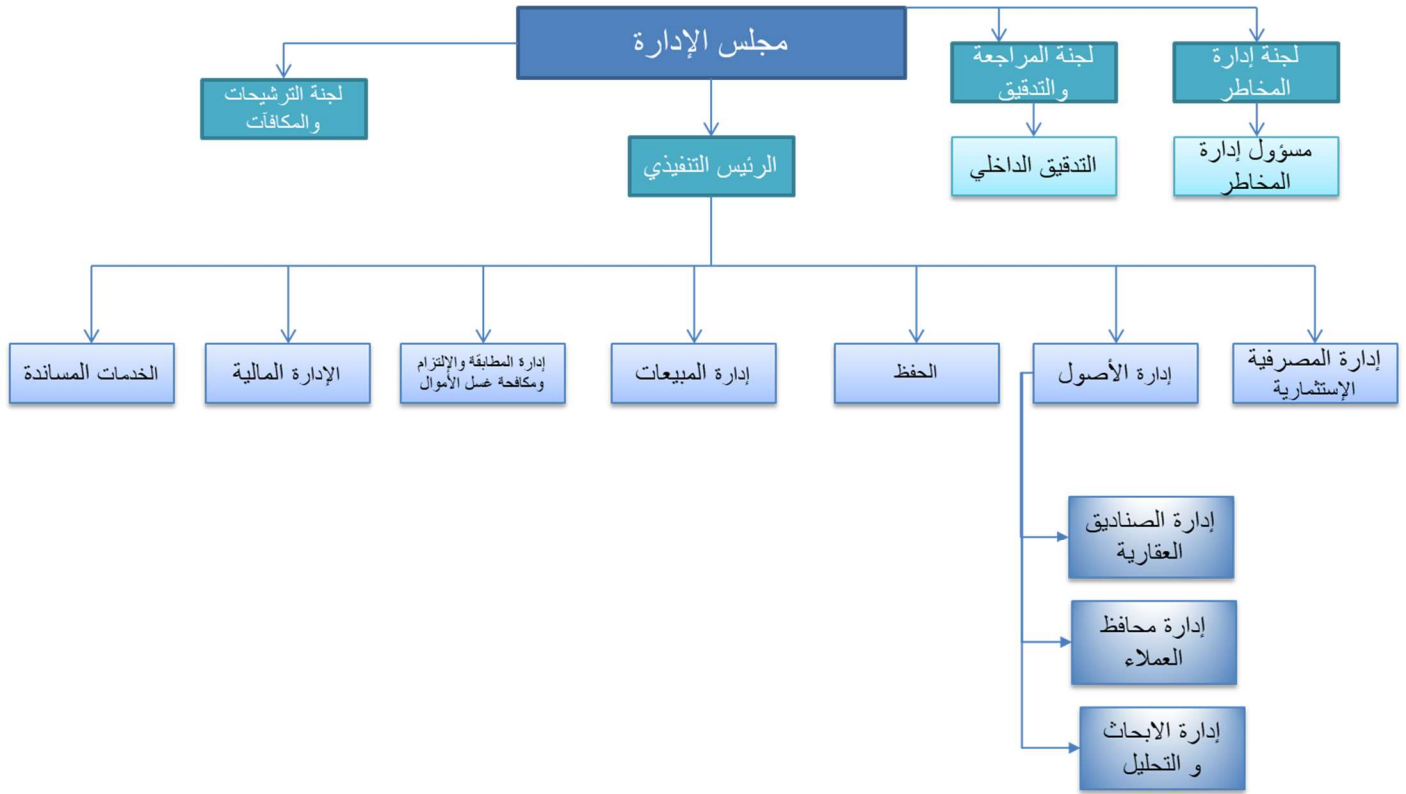 مجلس الإدارة
لجنة إدارة
المخاطر
لجنة المراجعة
والتدقيق
لجنة الترشيحات
والمكافآت
مسؤول إدارة
المخاطر
التدقيق الداخلي
الرئيس التنفيذي
إدارة المصرفية
الإستثمارية
إدارة الأصول
الحفظ
إدارة المبيعات
إدارة المطابقة والإلتزام
ومكافحة غسل الأموال
الإدارة المالية
الخدمات المساندة
إدارة الصناديق
العقارية
إدارة محافظ
العملاء
إدارة الابحاث
و التحليل